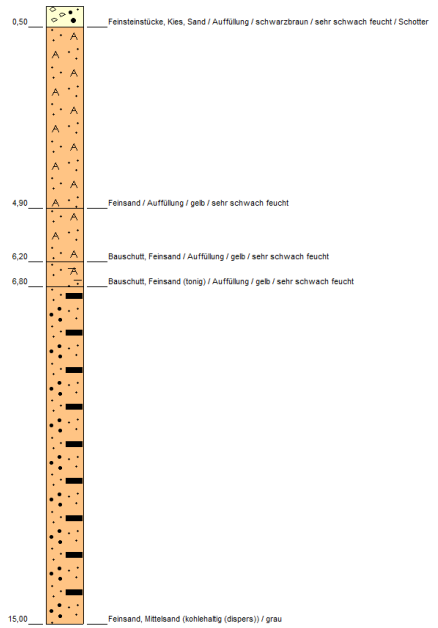 0,50 Feinsteinstücke, Kies, Sand / Auffüllung / schwarzbraun / sehr schwach feucht / Schotter
4,90 Feinsand / Auffüllung / gelb / sehr schwach feucht
6,20 Bauschutt, Feinsand / Auffüllung / gelb / sehr schwach feucht
6,80 Bauschutt, Feinsand (tonig) / Auffüllung / gelb / sehr schwach feucht
15,00 Feinsand, Mittelsand (kohlehaltig (dispers)) / grau